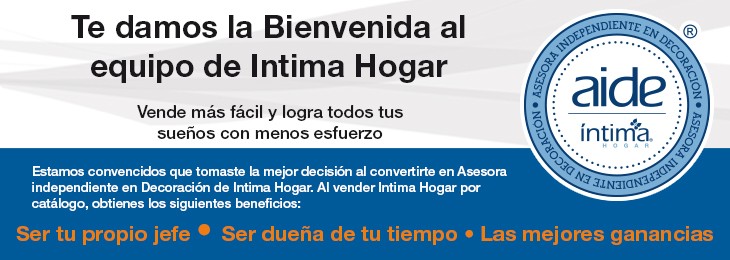 Te damos la Bienvenida al
equipo de Intima Hogar
Vende más fácil y logra todos tus
sueños con menos esfuerzo
ASESORA INDEPENDIENTE EN DECORACIÓN • ASESORA INDEPENDIENTE EN DECORACIÓN •
®
aide
íntima®
HOGAR
Estamos convencidos que tomaste la mejor decisión al convertirte en Asesora
independiente en Decoración de Intima Hogar. Al vender Intima Hogar por
catálogo, obtienes los siguientes beneficios:
Ser tu propio jefe • Ser dueña de tu tiempo • Las mejores ganancias